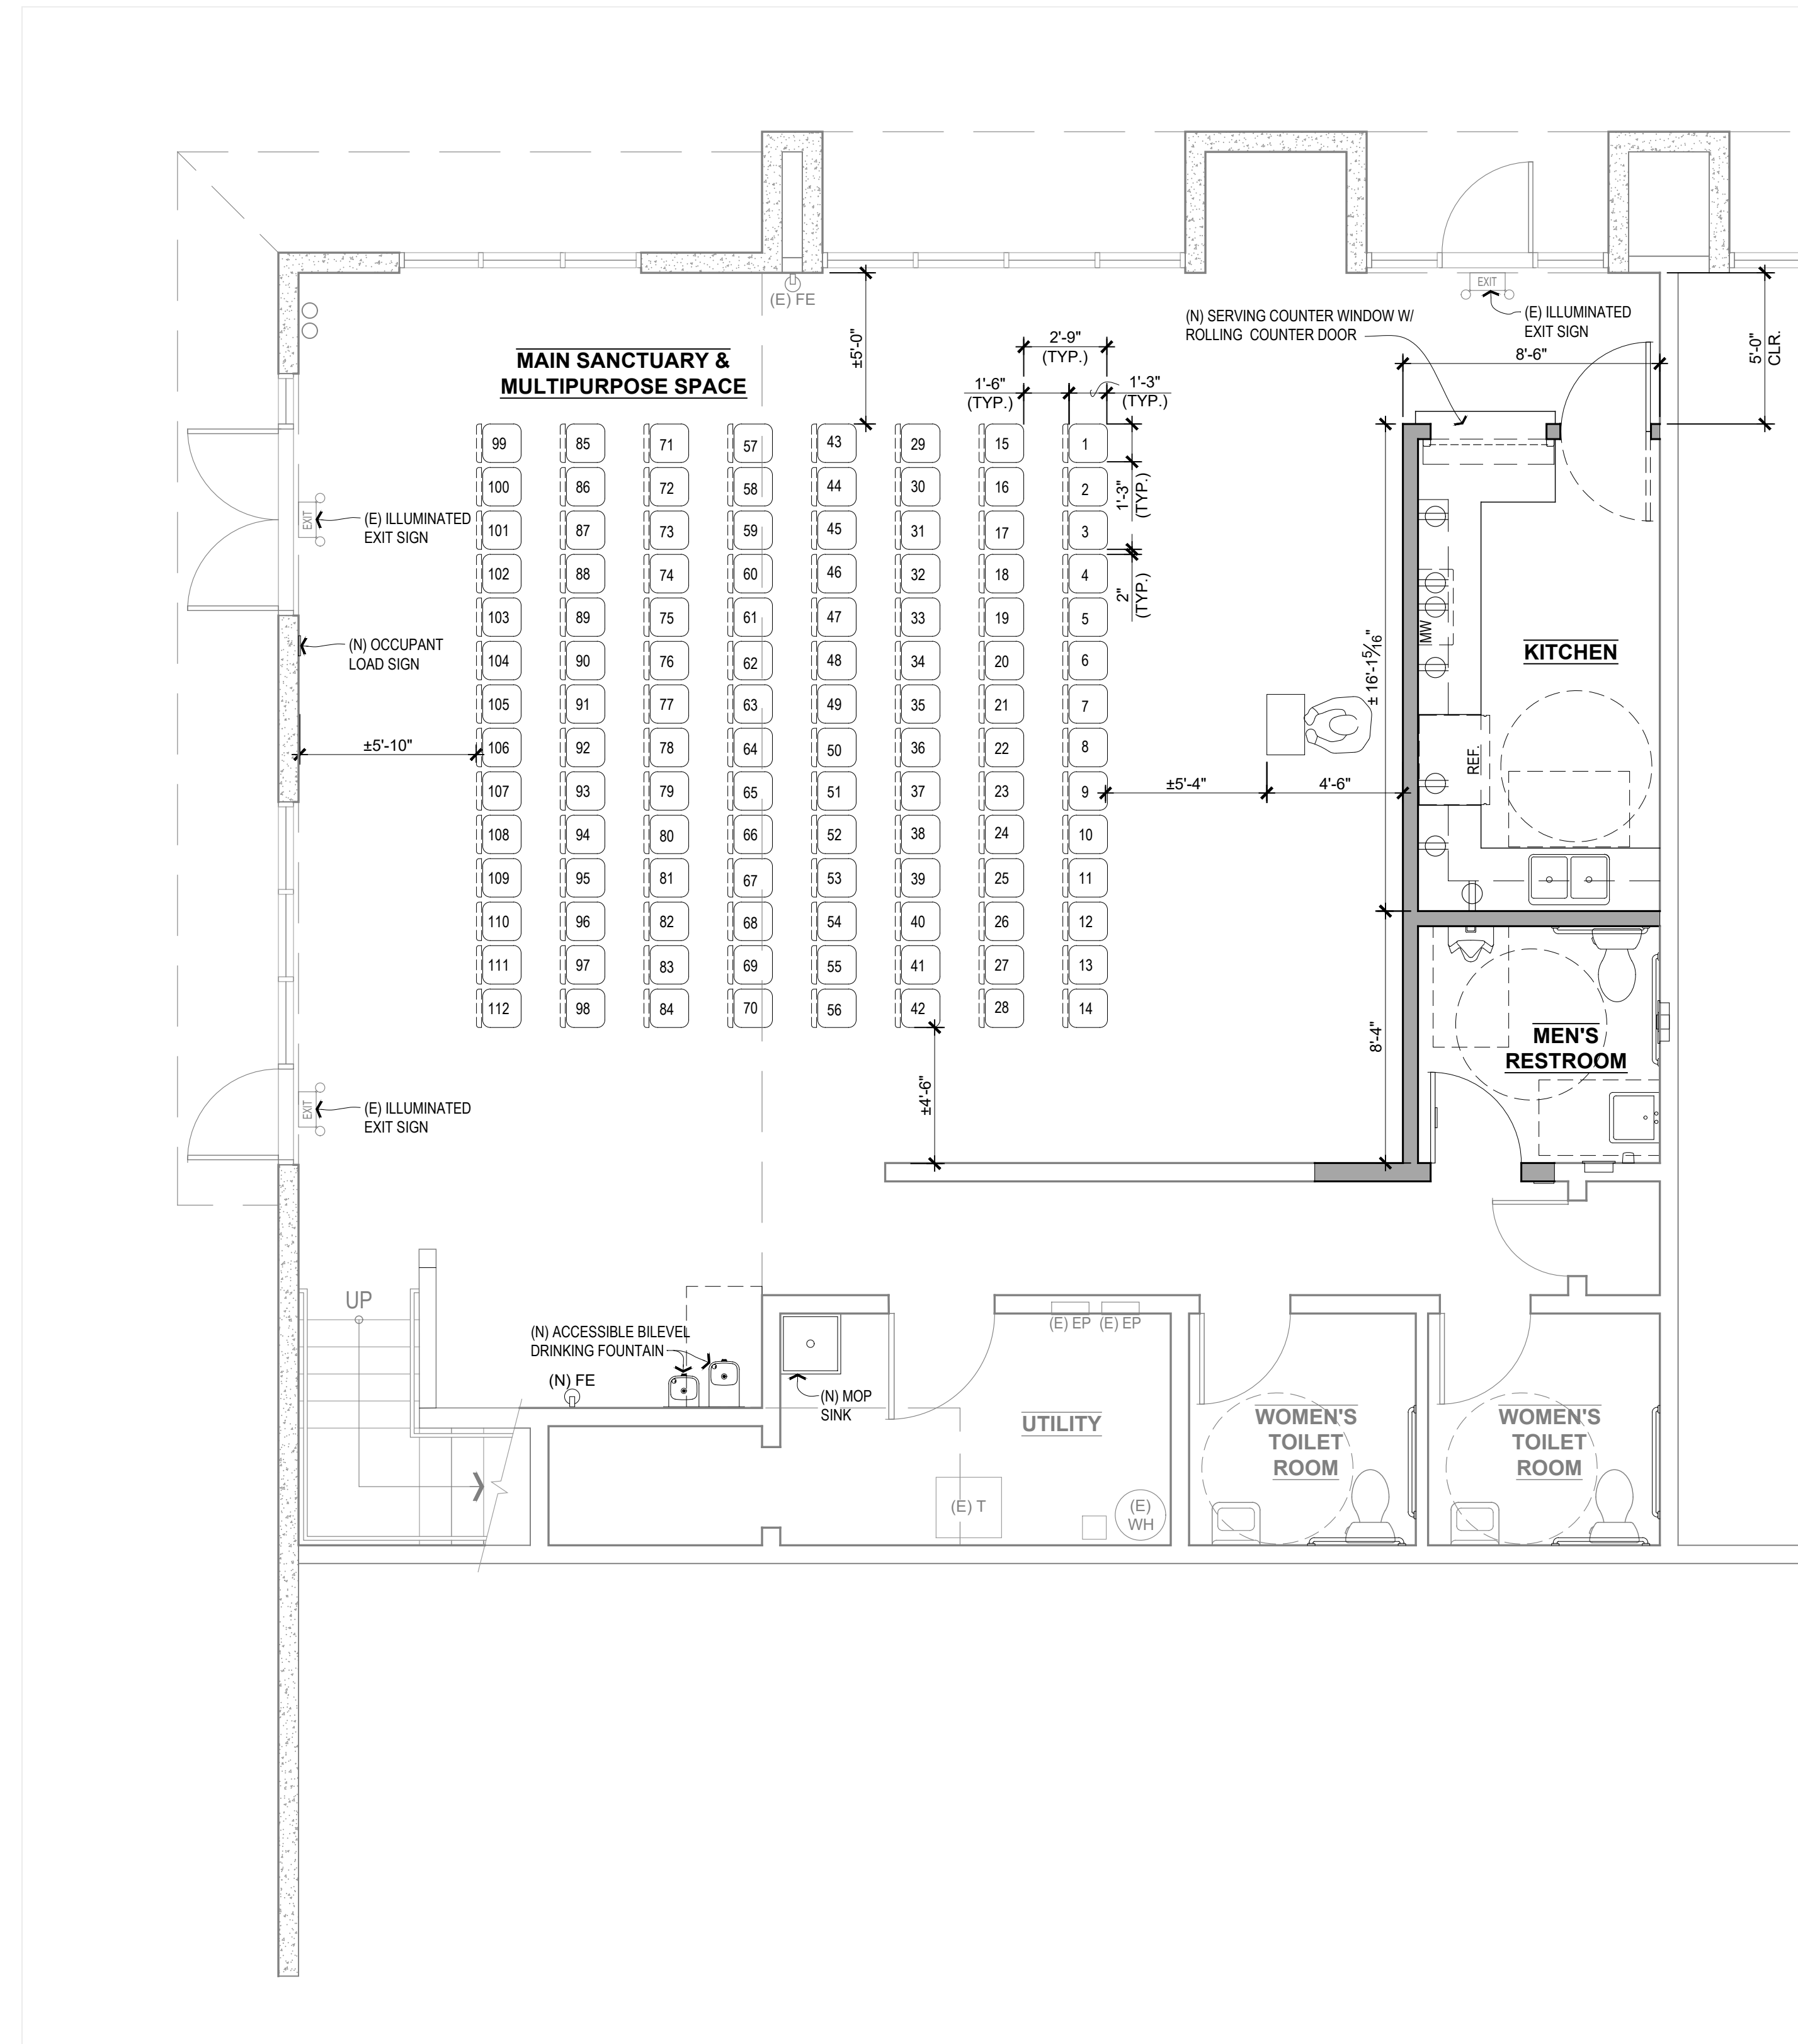 (E) FE
EXIT
(N) SERVING COUNTER WINDOW W/
ROLLING COUNTER DOOR
(E) ILLUMINATED
EXIT SIGN
±5'-0"
2'-9"
(TYP.)
8'-6"
5'-0"
CLR.
MAIN SANCTUARY &
MULTIPURPOSE SPACE
1'-6"
(TYP.)
1'-3"
(TYP.)
99 85 71 57 43 29 15 1
100 86 72 58 44 30 16 2
101 87 73 59 45 31 17 3
102 88 74 60 46 32 18 4
103 89 75 61 47 33 19 5
104 90 76 62 48 34 20 6
105 91 77 63 49 35 21 7
106 92 78 64 50 36 22 8
107 93 79 65 51 37 23 9
108 94 80 66 52 38 24 10
109 95 81 67 53 39 25 11
110 96 82 68 54 40 26 12
111 97 83 69 55 41 27 13
112 98 84 70 56 42 28 14
1'-3"
(TYP.)
2"
(TYP.)
EXIT
(E) ILLUMINATED
EXIT SIGN
(N) OCCUPANT
LOAD SIGN
±5'-10"
±5'-4"
4'-6"
± 16'-1 5/16"
MW
KITCHEN
REF.
8'-4"
MEN'S
RESTROOM
±4'-6"
EXIT
(E) ILLUMINATED
EXIT SIGN
UP
(N) ACCESSIBLE BILEVEL
DRINKING FOUNTAIN
(N) FE
(E) EP (E) EP
(N) MOP
SINK
UTILITY
WOMEN'S
TOILET
ROOM
WOMEN'S
TOILET
ROOM
(E) T
(E)
WH